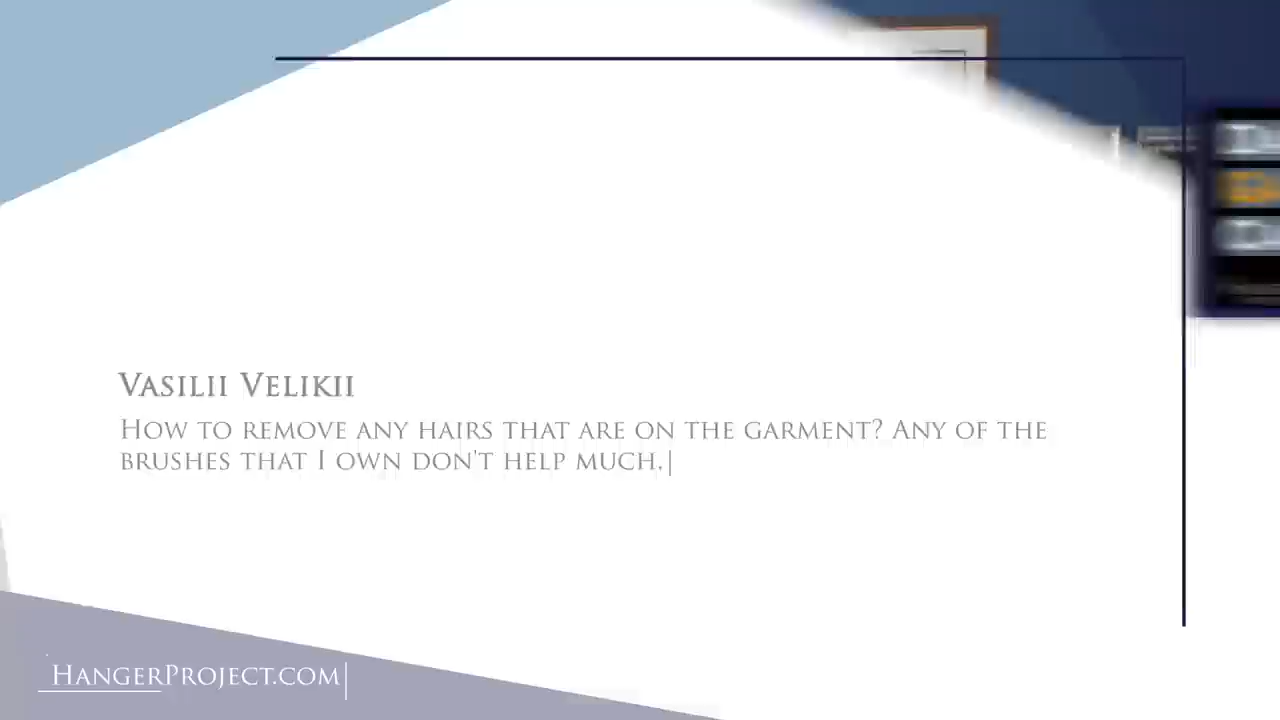 Vasilii Velikii
How to remove any hairs that are on the garment? Any of the
brushes that I own don't help much.
HangerProject.com